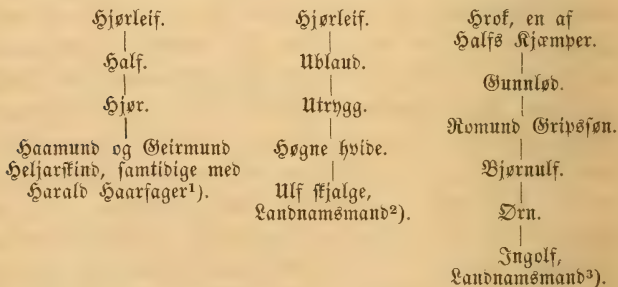 Hjørleif.
Half.
Hjør.
Haamund og Geirmund
Heljarskind, samtidige med
Harald Haarfager¹).
Hjørleif.
Ublaud.
Utrygg.
Høgne hvide.
Ulf skjalge,
Landnamsmand²).
Hrok, en af
Halfs Kjæmper.
Gunnlød.
Romund Gripsøn.
Bjørnulf.
Ørn.
Ingolf,
Landnamsmand³).